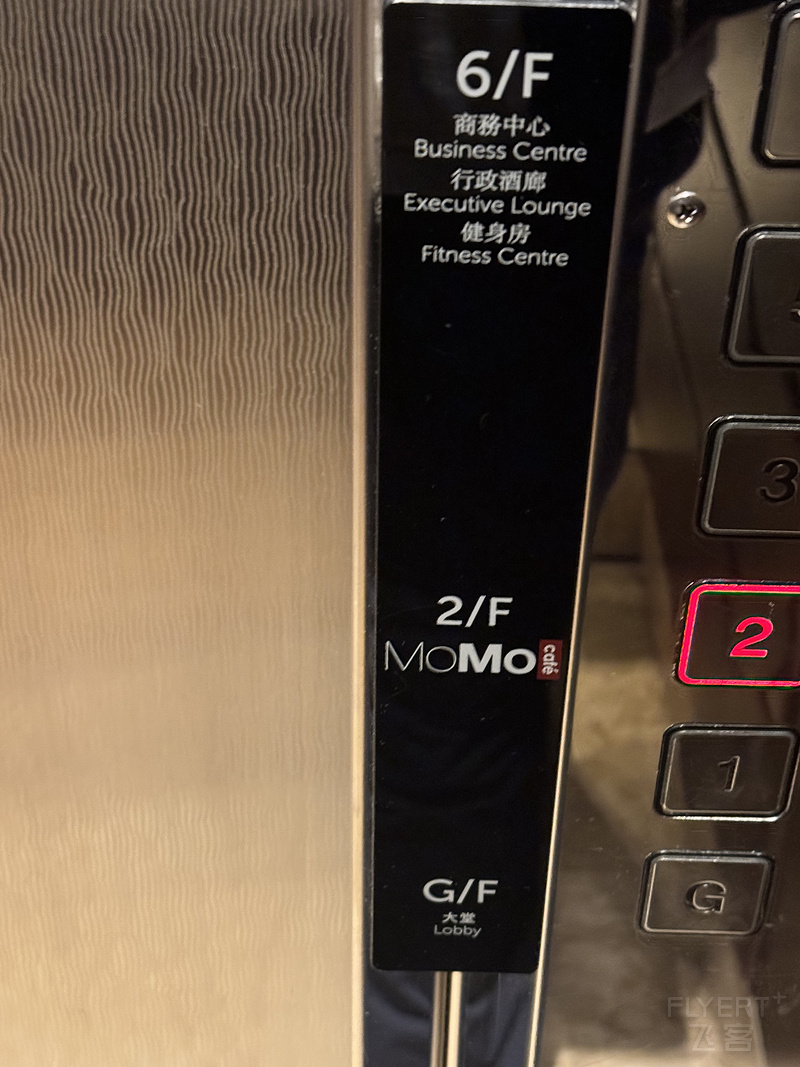 6/F
商務中心
Business Centre
行政酒廊
Executive Lounge
健身房
Fitness Centre
2/F
MoMo café
G/F
大堂
Lobby
3
2
1
G
FLYERT+
飞客